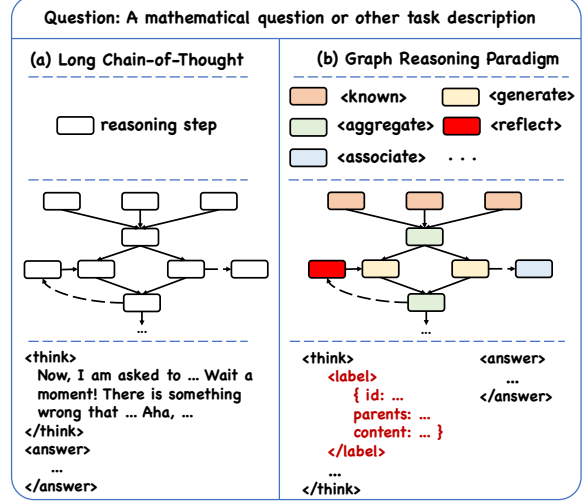 Question: A mathematical question or other task description
(a) Long Chain-of-Thought
reasoning step
...
<think>
Now, I am asked to ... Wait a
moment! There is something
wrong that ... Aha, ...
</think>
<answer>
...
</answer>
(b) Graph Reasoning Paradigm
<known>
<generate>
<aggregate>
<reflect>
<associate>
...
...
<think>
<label>
{ id: ...
parents: ...
content: ... }
</label>
...
</think>
<answer>
...
</answer>